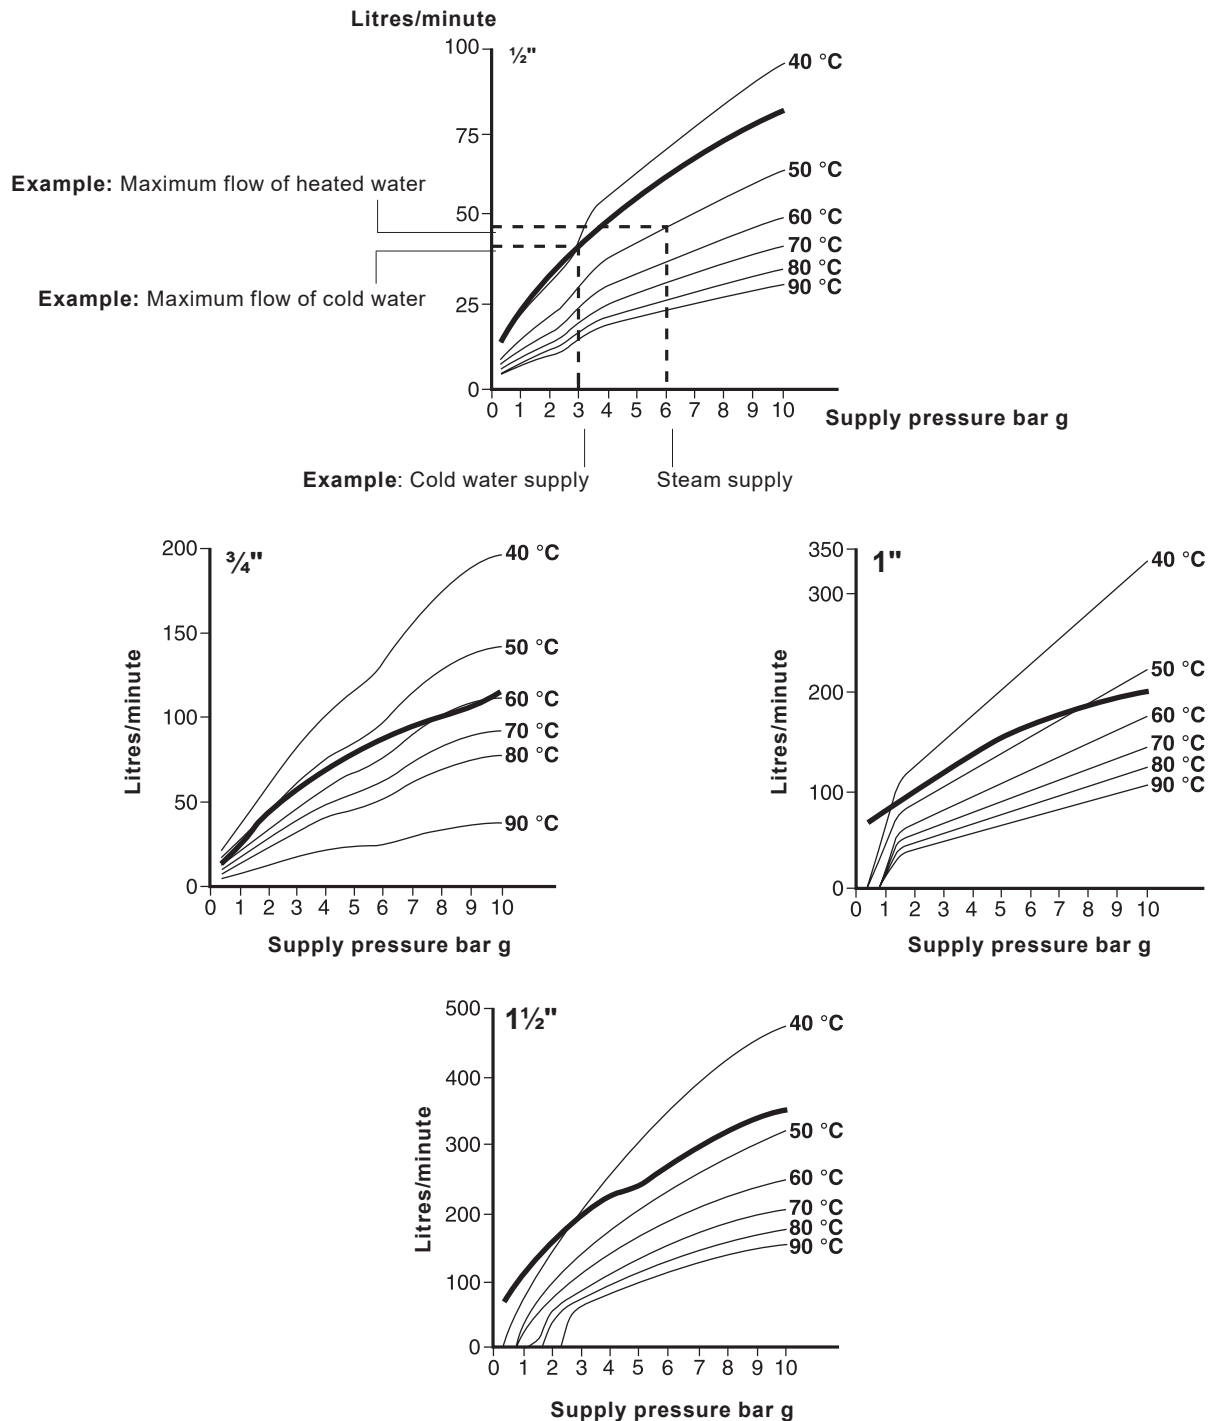 Litres/minute
½"
100
75
50
25
0
40 °C
50 °C
60 °C
70 °C
80 °C
90 °C
Example: Maximum flow of heated water
Example: Maximum flow of cold water
0 1 2 3 4 5 6 7 8 9 10
Supply pressure bar g
Example: Cold water supply
Steam supply
¾"
Litres/minute
200
150
100
50
0
40 °C
50 °C
60 °C
70 °C
80 °C
90 °C
0 1 2 3 4 5 6 7 8 9 10
Supply pressure bar g
1"
Litres/minute
350
300
200
100
0
40 °C
50 °C
60 °C
70 °C
80 °C
90 °C
0 1 2 3 4 5 6 7 8 9 10
Supply pressure bar g
1½"
Litres/minute
500
400
300
200
100
0
40 °C
50 °C
60 °C
70 °C
80 °C
90 °C
0 1 2 3 4 5 6 7 8 9 10
Supply pressure bar g